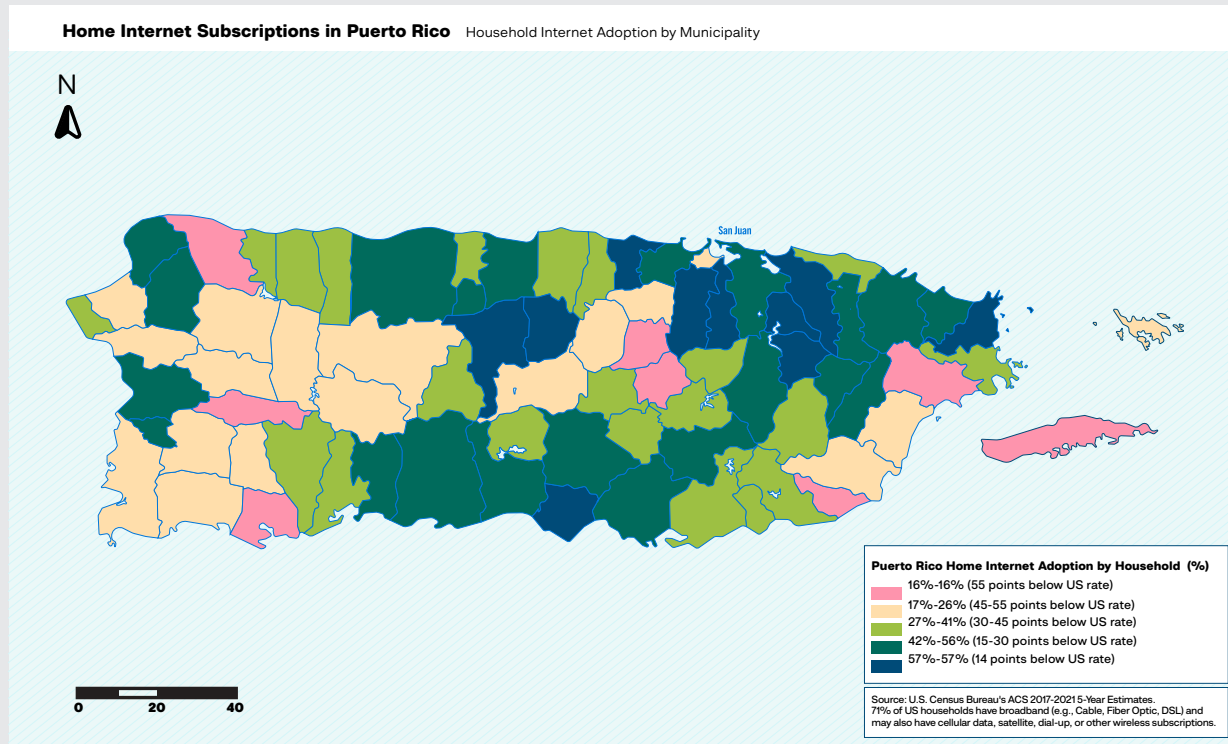 Home Internet Subscriptions in Puerto Rico Household Internet Adoption by Municipality
N
San Juan
Puerto Rico Home Internet Adoption by Household (%)
16%-16% (55 points below US rate)
17%-26% (45-55 points below US rate)
27%-41% (30-45 points below US rate)
42%-56% (15-30 points below US rate)
57%-57% (14 points below US rate)
0 20 40
Source: U.S. Census Bureau's ACS 2017-2021 5-Year Estimates.
71% of US households have broadband (e.g., Cable, Fiber Optic, DSL) and
may also have cellular data, satellite, dial-up, or other wireless subscriptions.